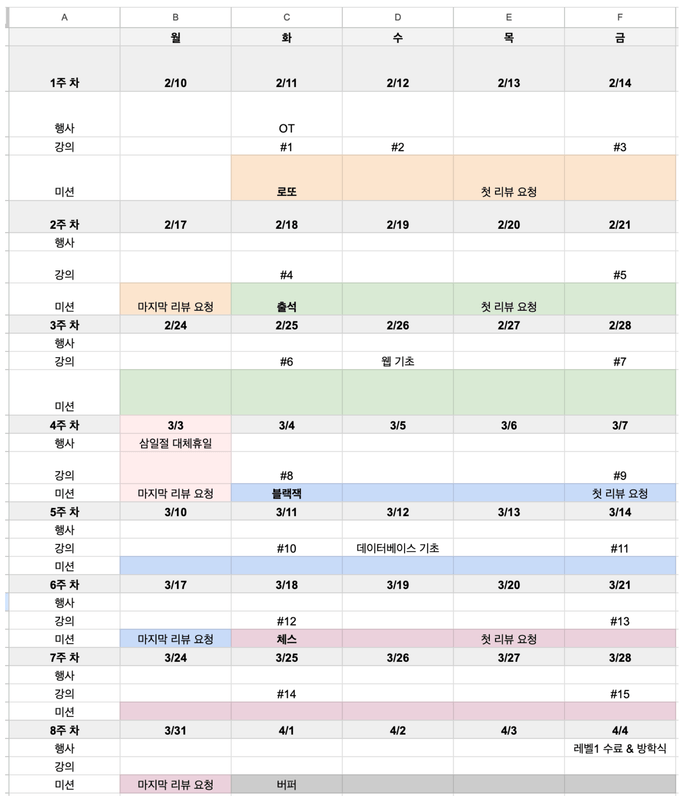 A B C D E F
월 화 수 목 금
1주 차 2/10 2/11 2/12 2/13 2/14
행사 OT
강의 #1 #2 #3
미션 로또 첫 리뷰 요청
2주 차 2/17 2/18 2/19 2/20 2/21
행사
강의 #4 #5
미션 마지막 리뷰 요청 출석 첫 리뷰 요청
3주 차 2/24 2/25 2/26 2/27 2/28
행사
강의 #6 웹 기초 #7
미션
4주 차 3/3 3/4 3/5 3/6 3/7
행사 삼일절 대체휴일
강의 #8 #9
미션 마지막 리뷰 요청 블랙잭 첫 리뷰 요청
5주 차 3/10 3/11 3/12 3/13 3/14
행사
강의 #10 데이터베이스 기초 #11
미션
6주 차 3/17 3/18 3/19 3/20 3/21
행사
강의 #12 #13
미션 마지막 리뷰 요청 체스 첫 리뷰 요청
7주 차 3/24 3/25 3/26 3/27 3/28
행사
강의 #14 #15
미션
8주 차 3/31 4/1 4/2 4/3 4/4
행사 레벨1 수료 & 방학식
강의
미션 마지막 리뷰 요청 버퍼